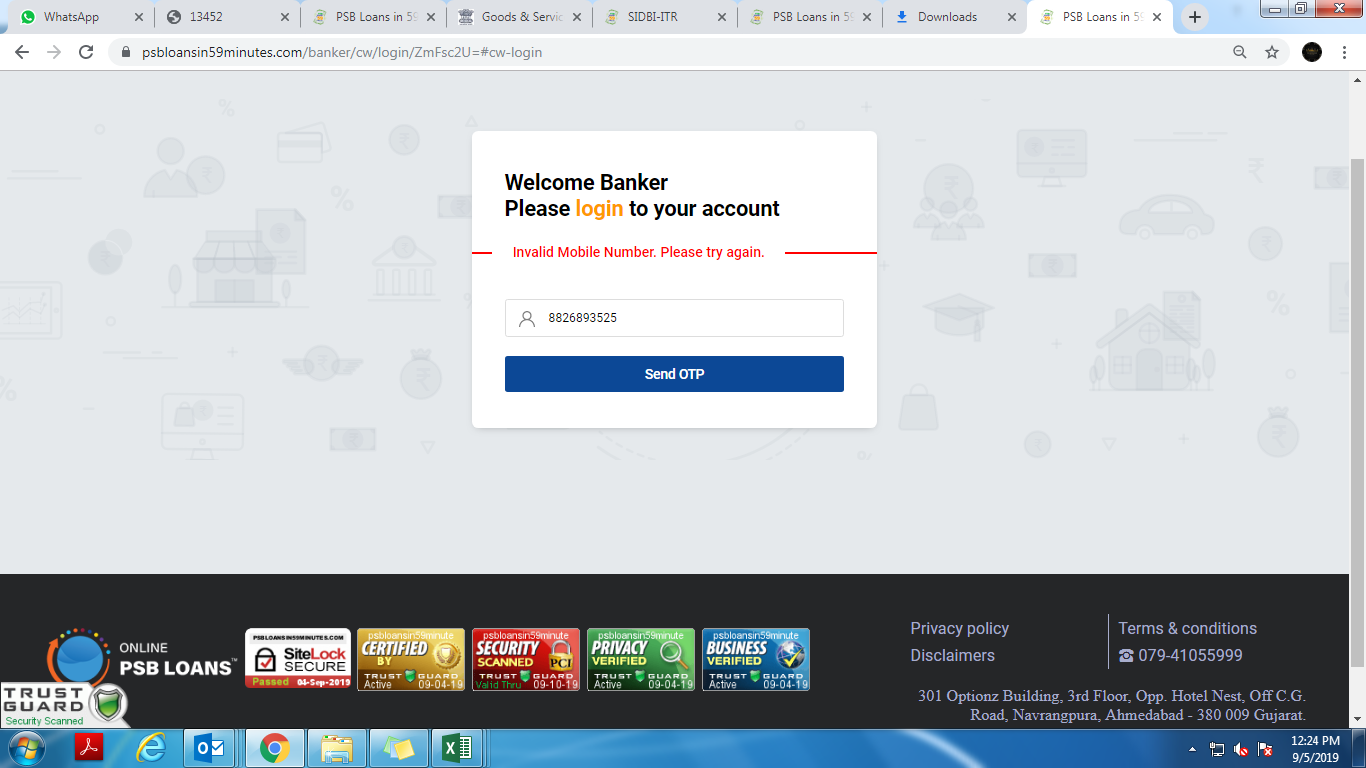 WhatsApp
13452
PSB Loans in 59
Goods & Servic
SIDBI-ITR
PSB Loans in 59
Downloads
PSB Loans in 59
psbloansin59minutes.com/banker/cw/login/ZmFsc2U=#cw-login
Welcome Banker
Please login to your account
Invalid Mobile Number. Please try again.
8826893525
Send OTP
ONLINE
PSB LOANS™
PSBLOANSIN59MINUTES.COM
SiteLock
SECURE
Passed 04-Sep-2019
psbloansin59minute
CERTIFIED
BY
TRUST GUARD
Active 09-04-19
psbloansin59minute
SECURITY
SCANNED PCI
TRUST GUARD
Valid Thru 09-10-19
psbloansin59minute
PRIVACY
VERIFIED
TRUST GUARD
Active 09-04-19
psbloansin59minute
BUSINESS
VERIFIED
TRUST GUARD
Active 09-04-19
Privacy policy
Disclaimers
Terms & conditions
☎ 079-41055999
301 Optionz Building, 3rd Floor, Opp. Hotel Nest, Off C.G.
Road, Navrangpura, Ahmedabad - 380 009 Gujarat.
TRUST
GUARD
Security Scanned
12:24 PM
9/5/2019